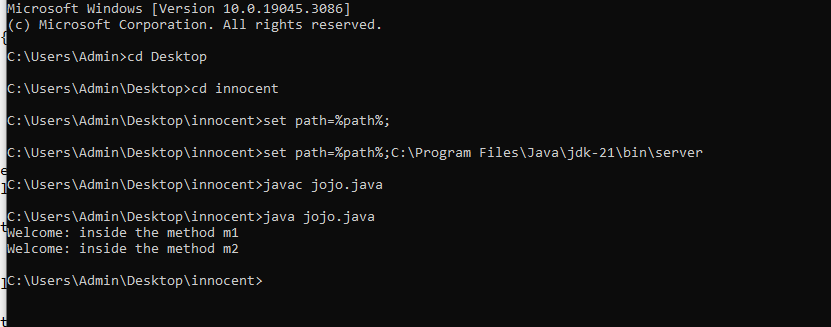 Microsoft Windows [Version 10.0.19045.3086]
(c) Microsoft Corporation. All rights reserved.
C:\Users\Admin>cd Desktop
C:\Users\Admin\Desktop>cd innocent
C:\Users\Admin\Desktop\innocent>set path=%path%;
C:\Users\Admin\Desktop\innocent>set path=%path%;C:\Program Files\Java\jdk-21\bin\server
C:\Users\Admin\Desktop\innocent>javac jojo.java
C:\Users\Admin\Desktop\innocent>java jojo.java
Welcome: inside the method m1
Welcome: inside the method m2
C:\Users\Admin\Desktop\innocent>